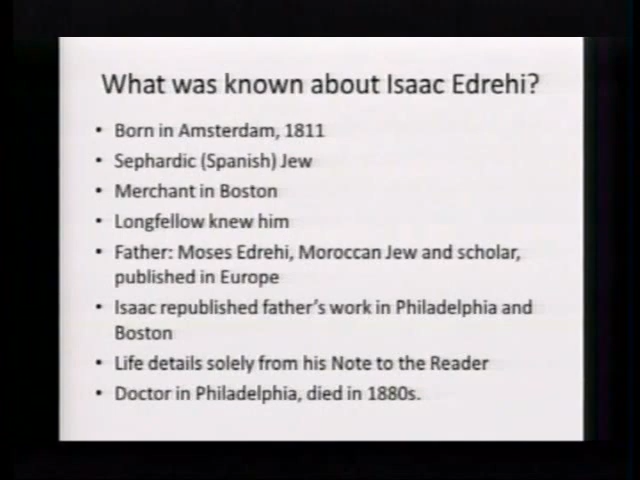 What was known about Isaac Edrehi?
• Born in Amsterdam, 1811
• Sephardic (Spanish) Jew
• Merchant in Boston
• Longfellow knew him
• Father: Moses Edrehi, Moroccan Jew and scholar,
published in Europe
• Isaac republished father's work in Philadelphia and
Boston
• Life details solely from his Note to the Reader
• Doctor in Philadelphia, died in 1880s.